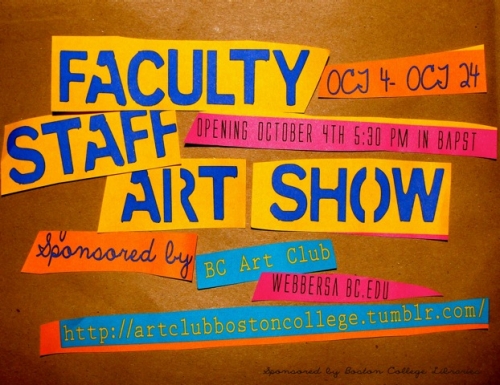 FACULTY
OCT 4- OCT 24
STAFF
OPENING OCTOBER 4TH 5:30 PM IN BAPST
ART SHOW
Sponsored by
BC Art Club
WEBBERSA BC.EDU
http://artclubbostoncollege.tumblr.com/
Sponsored by Boston College Libraries